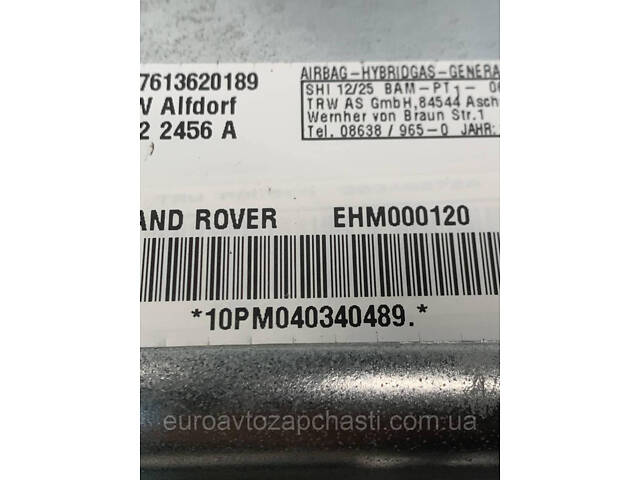 7613620189
V Alfdorf
2 2456 A
AIRBAG-HYBRIDGAS-GENERA
SHI 12/25 BAM-PT1- 06
TRW AS GmbH, 84544 Asch
Wernher von Braun Str.1
Tel. 08638 / 965-0 JAHR:
AND ROVER EHM000120
*10PM040340489.*
euroavtozapchasti.com.ua